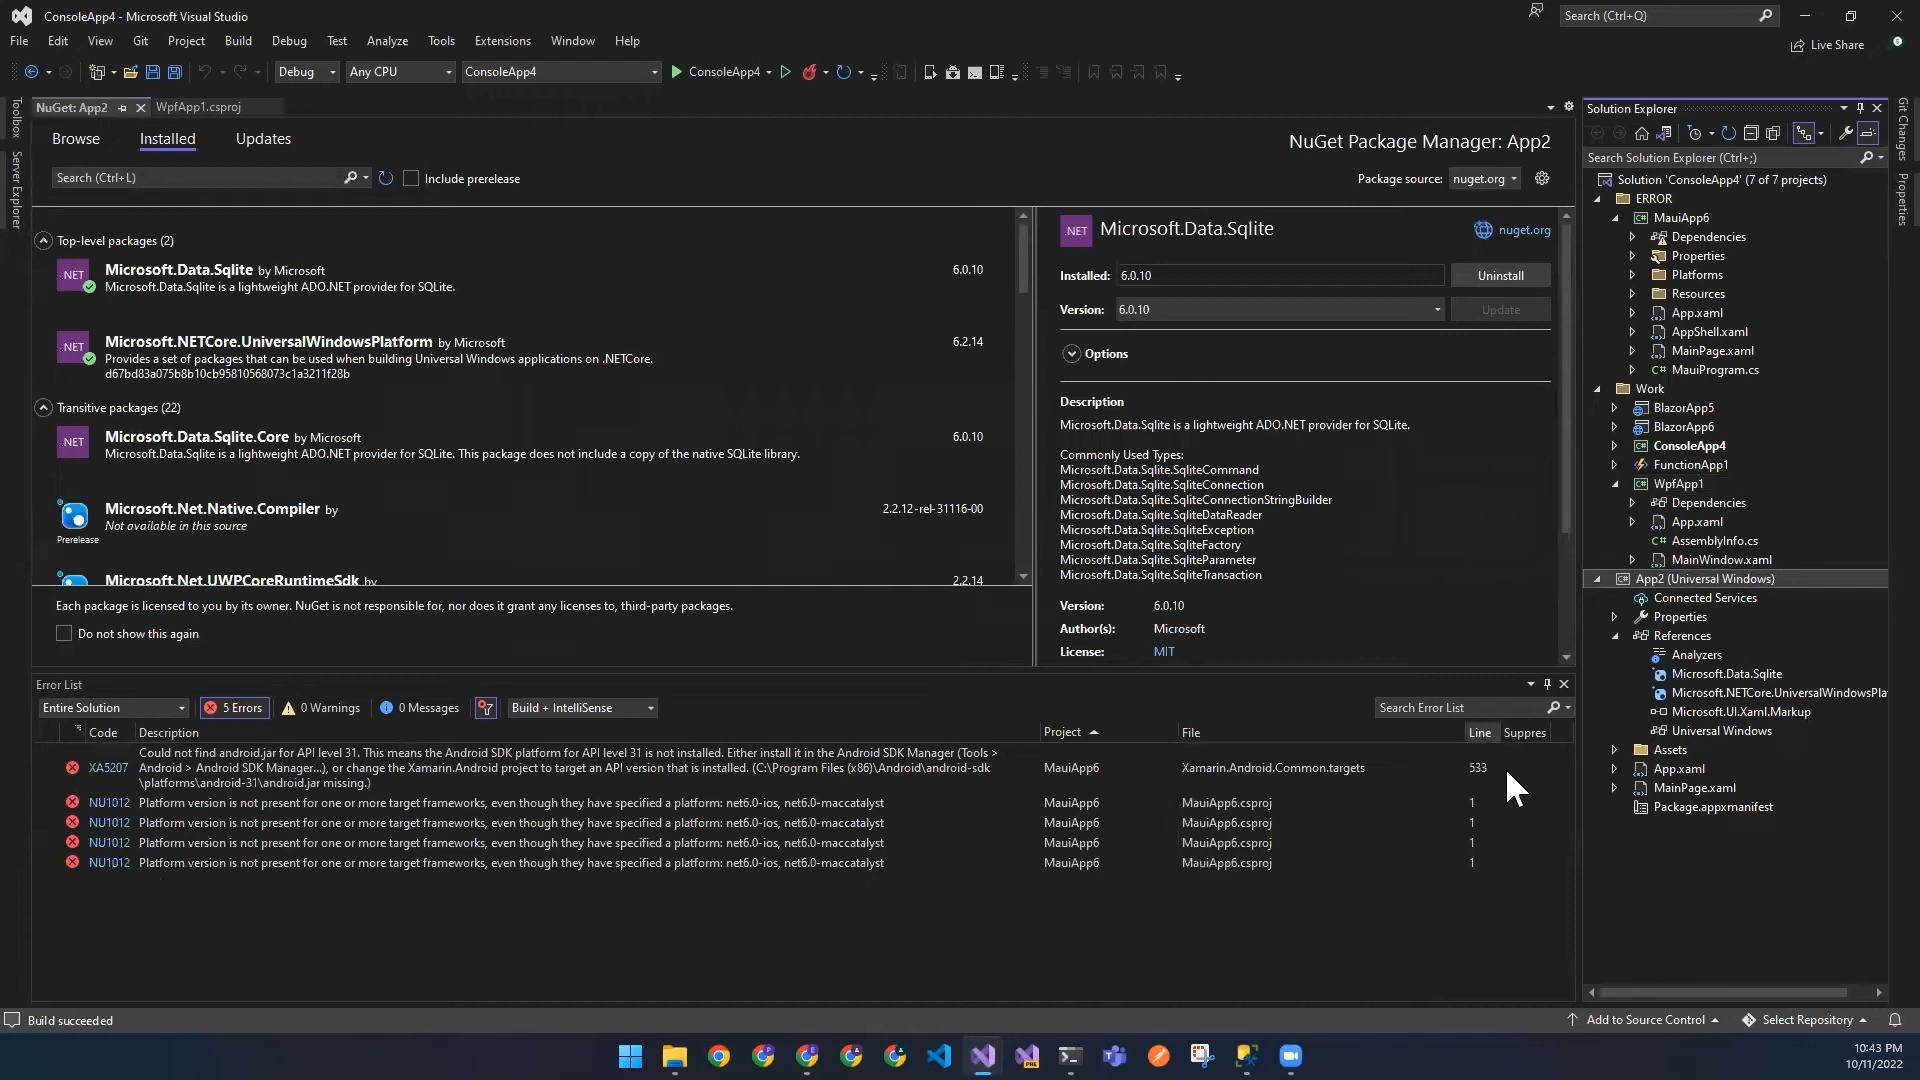 ConsoleApp4 - Microsoft Visual Studio
Search (Ctrl+Q)
File Edit View Git Project Build Debug Test Analyze Tools Extensions Window Help
Live Share
Debug Any CPU ConsoleApp4 ConsoleApp4
Toolbox
Server Explorer
NuGet: App2 WpfApp1.csproj
Browse Installed Updates
NuGet Package Manager: App2
Search (Ctrl+L) Include prerelease
Package source: nuget.org
Top-level packages (2)
.NET Microsoft.Data.Sqlite by Microsoft 6.0.10
Microsoft.Data.Sqlite is a lightweight ADO.NET provider for SQLite.
.NET Microsoft.NETCore.UniversalWindowsPlatform by Microsoft 6.2.14
Provides a set of packages that can be used when building Universal Windows applications on .NETCore.
d67bd83a075b8b10cb95810568073c1a3211f28b
Transitive packages (22)
.NET Microsoft.Data.Sqlite.Core by Microsoft 6.0.10
Microsoft.Data.Sqlite is a lightweight ADO.NET provider for SQLite. This package does not include a copy of the native SQLite library.
Microsoft.Net.Native.Compiler by 2.2.12-rel-31116-00
Not available in this source
Prerelease
Microsoft.Net.UWPCoreRuntimeSdk by 2.2.14
Each package is licensed to you by its owner. NuGet is not responsible for, nor does it grant any licenses to, third-party packages.
Do not show this again
.NET Microsoft.Data.Sqlite nuget.org
Installed: 6.0.10 Uninstall
Version: 6.0.10 Update
Options
Description
Microsoft.Data.Sqlite is a lightweight ADO.NET provider for SQLite.
Commonly Used Types:
Microsoft.Data.Sqlite.SqliteCommand
Microsoft.Data.Sqlite.SqliteConnection
Microsoft.Data.Sqlite.SqliteConnectionStringBuilder
Microsoft.Data.Sqlite.SqliteDataReader
Microsoft.Data.Sqlite.SqliteException
Microsoft.Data.Sqlite.SqliteFactory
Microsoft.Data.Sqlite.SqliteParameter
Microsoft.Data.Sqlite.SqliteTransaction
Version: 6.0.10
Author(s): Microsoft
License: MIT
Error List
Entire Solution 5 Errors 0 Warnings 0 Messages Build + IntelliSense Search Error List
Code Description Project File Line Suppres
Could not find android.jar for API level 31. This means the Android SDK platform for API level 31 is not installed. Either install it in the Android SDK Manager (Tools >
XA5207 Android > Android SDK Manager...), or change the Xamarin.Android project to target an API version that is installed. (C:\Program Files (x86)\Android\android-sdk MauiApp6 Xamarin.Android.Common.targets 533
\platforms\android-31\android.jar missing.)
NU1012 Platform version is not present for one or more target frameworks, even though they have specified a platform: net6.0-ios, net6.0-maccatalyst MauiApp6 MauiApp6.csproj 1
NU1012 Platform version is not present for one or more target frameworks, even though they have specified a platform: net6.0-ios, net6.0-maccatalyst MauiApp6 MauiApp6.csproj 1
NU1012 Platform version is not present for one or more target frameworks, even though they have specified a platform: net6.0-ios, net6.0-maccatalyst MauiApp6 MauiApp6.csproj 1
NU1012 Platform version is not present for one or more target frameworks, even though they have specified a platform: net6.0-ios, net6.0-maccatalyst MauiApp6 MauiApp6.csproj 1
Solution Explorer
Search Solution Explorer (Ctrl+;)
Solution 'ConsoleApp4' (7 of 7 projects)
ERROR
MauiApp6
Dependencies
Properties
Platforms
Resources
App.xaml
AppShell.xaml
MainPage.xaml
C# MauiProgram.cs
Work
BlazorApp5
BlazorApp6
ConsoleApp4
FunctionApp1
WpfApp1
Dependencies
App.xaml
C# AssemblyInfo.cs
MainWindow.xaml
App2 (Universal Windows)
Connected Services
Properties
References
Analyzers
Microsoft.Data.Sqlite
Microsoft.NETCore.UniversalWindowsPla
Microsoft.UI.Xaml.Markup
Universal Windows
Assets
App.xaml
MainPage.xaml
Package.appxmanifest
Git Changes
Properties
Build succeeded
Add to Source Control Select Repository
PRE
10:43 PM
10/11/2022